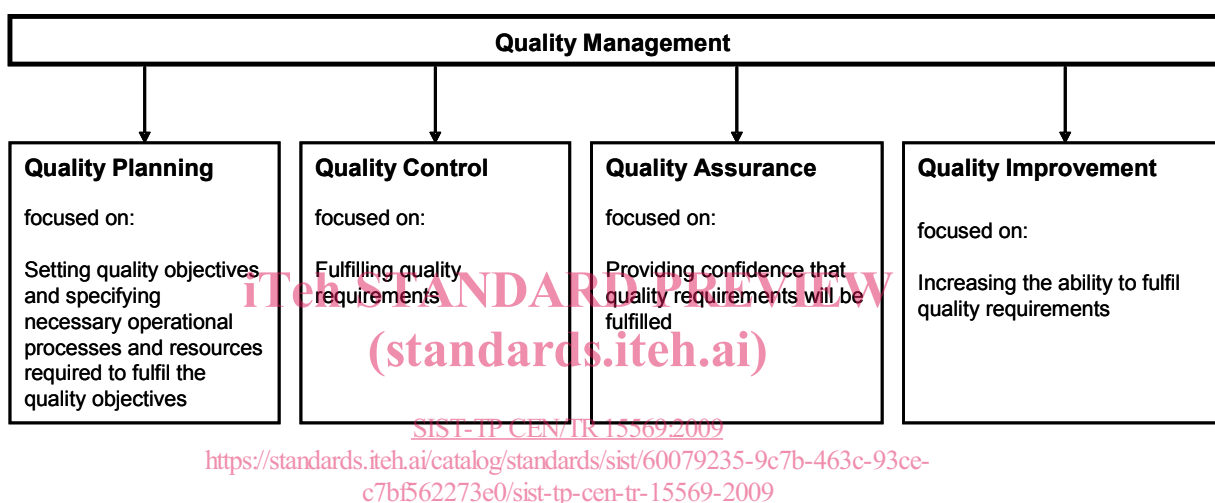 Quality Management
Quality Planning
focused on:
Setting quality objectives
and specifying
necessary operational
processes and resources
required to fulfil the
quality objectives
Quality Control
focused on:
Fulfilling quality
requirements
Quality Assurance
focused on:
Providing confidence that
quality requirements will be
fulfilled
Quality Improvement
focused on:
Increasing the ability to fulfil
quality requirements
iTeh STANDARD PREVIEW
(standards.iteh.ai)
SIST-TP CEN/TR 15569:2009
https://standards.iteh.ai/catalog/standards/sist/60079235-9c7b-463c-93ce-
c7bf562273e0/sist-tp-cen-tr-15569-2009